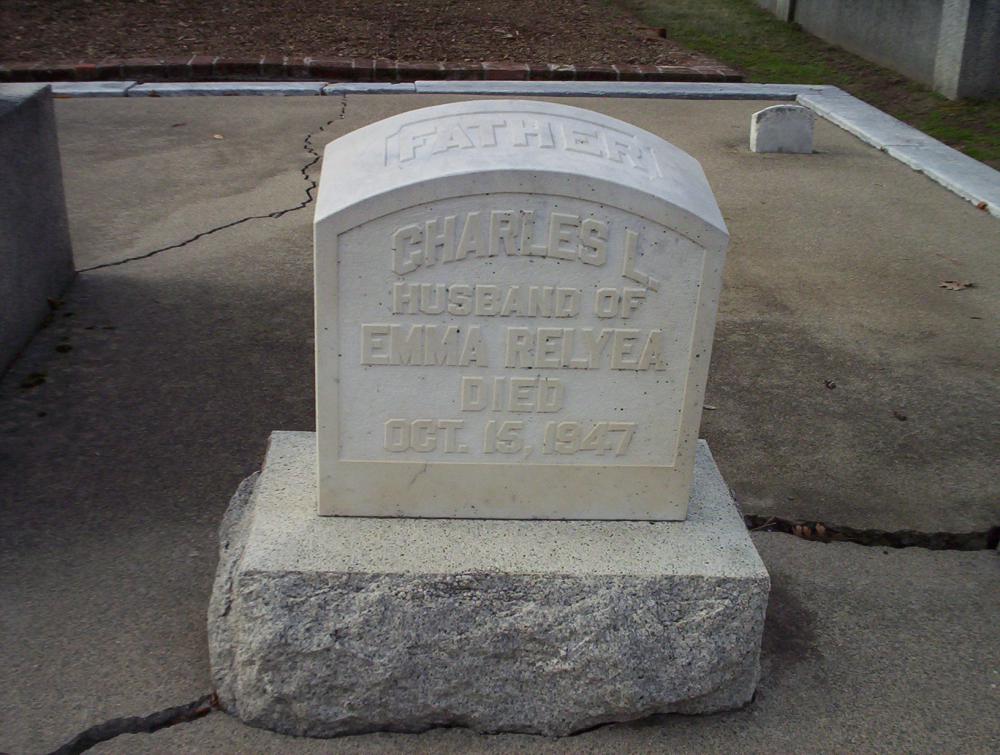 FATHER
CHARLES L.
HUSBAND OF
EMMA RELYEA
DIED
OCT. 15, 1947